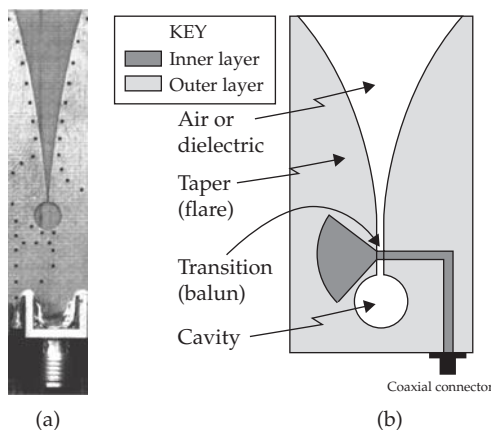 KEY
Inner layer
Outer layer
Air or
dielectric
Taper
(flare)
Transition
(balun)
Cavity
Coaxial connector
(a)
(b)